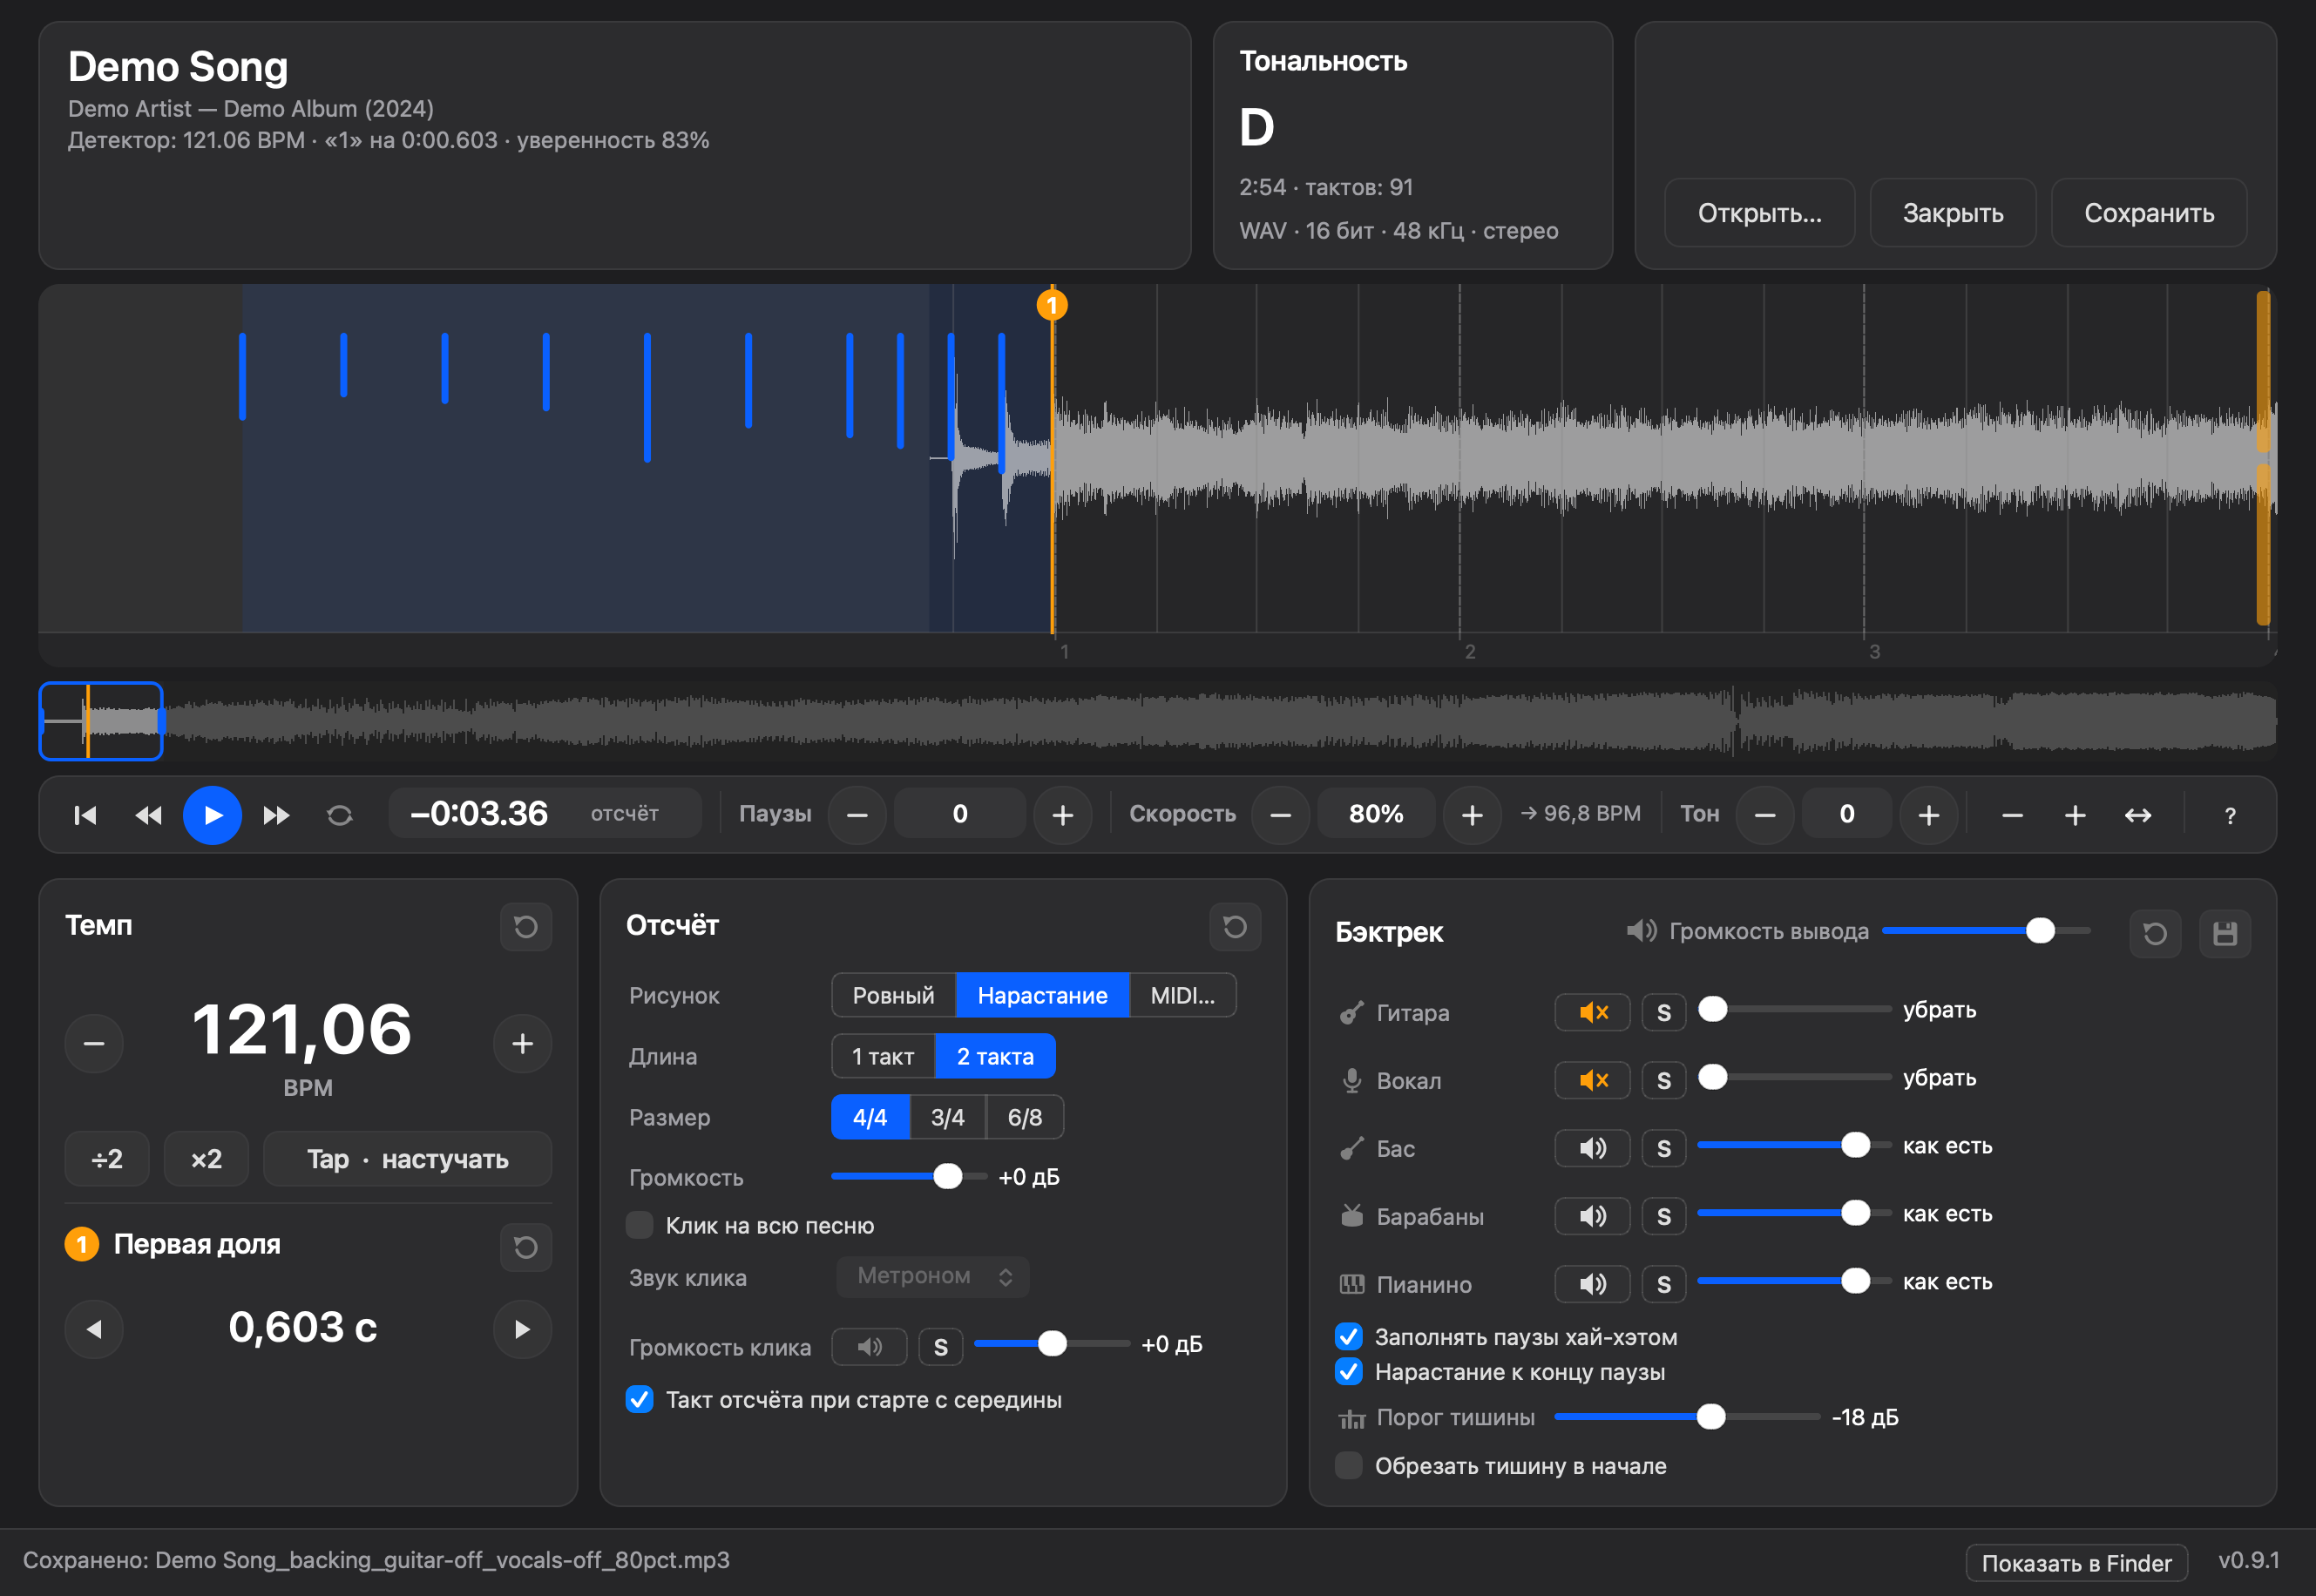 Demo Song
Demo Artist — Demo Album (2024)
Детектор: 121.06 BPM · «1» на 0:00.603 · уверенность 83%
Тональность
D
2:54 · тактов: 91
WAV · 16 бит · 48 кГц · стерео
Открыть... Закрыть Сохранить
1
1 2 3
–0:03.36 отсчёт Паузы − 0 + Скорость − 80% + → 96,8 BPM Тон − 0 + − + ↔ ?
Темп
− 121,06 +
BPM
÷2 ×2 Tap · настучать
1 Первая доля
0,603 с
Отсчёт
Рисунок Ровный Нарастание MIDI...
Длина 1 такт 2 такта
Размер 4/4 3/4 6/8
Громкость +0 дБ
Клик на всю песню
Звук клика Метроном
Громкость клика S +0 дБ
Такт отсчёта при старте с середины
Бэктрек Громкость вывода
Гитара S убрать
Вокал S убрать
Бас S как есть
Барабаны S как есть
Пианино S как есть
Заполнять паузы хай-хэтом
Нарастание к концу паузы
Порог тишины -18 дБ
Обрезать тишину в начале
Сохранено: Demo Song_backing_guitar-off_vocals-off_80pct.mp3
Показать в Finder v0.9.1